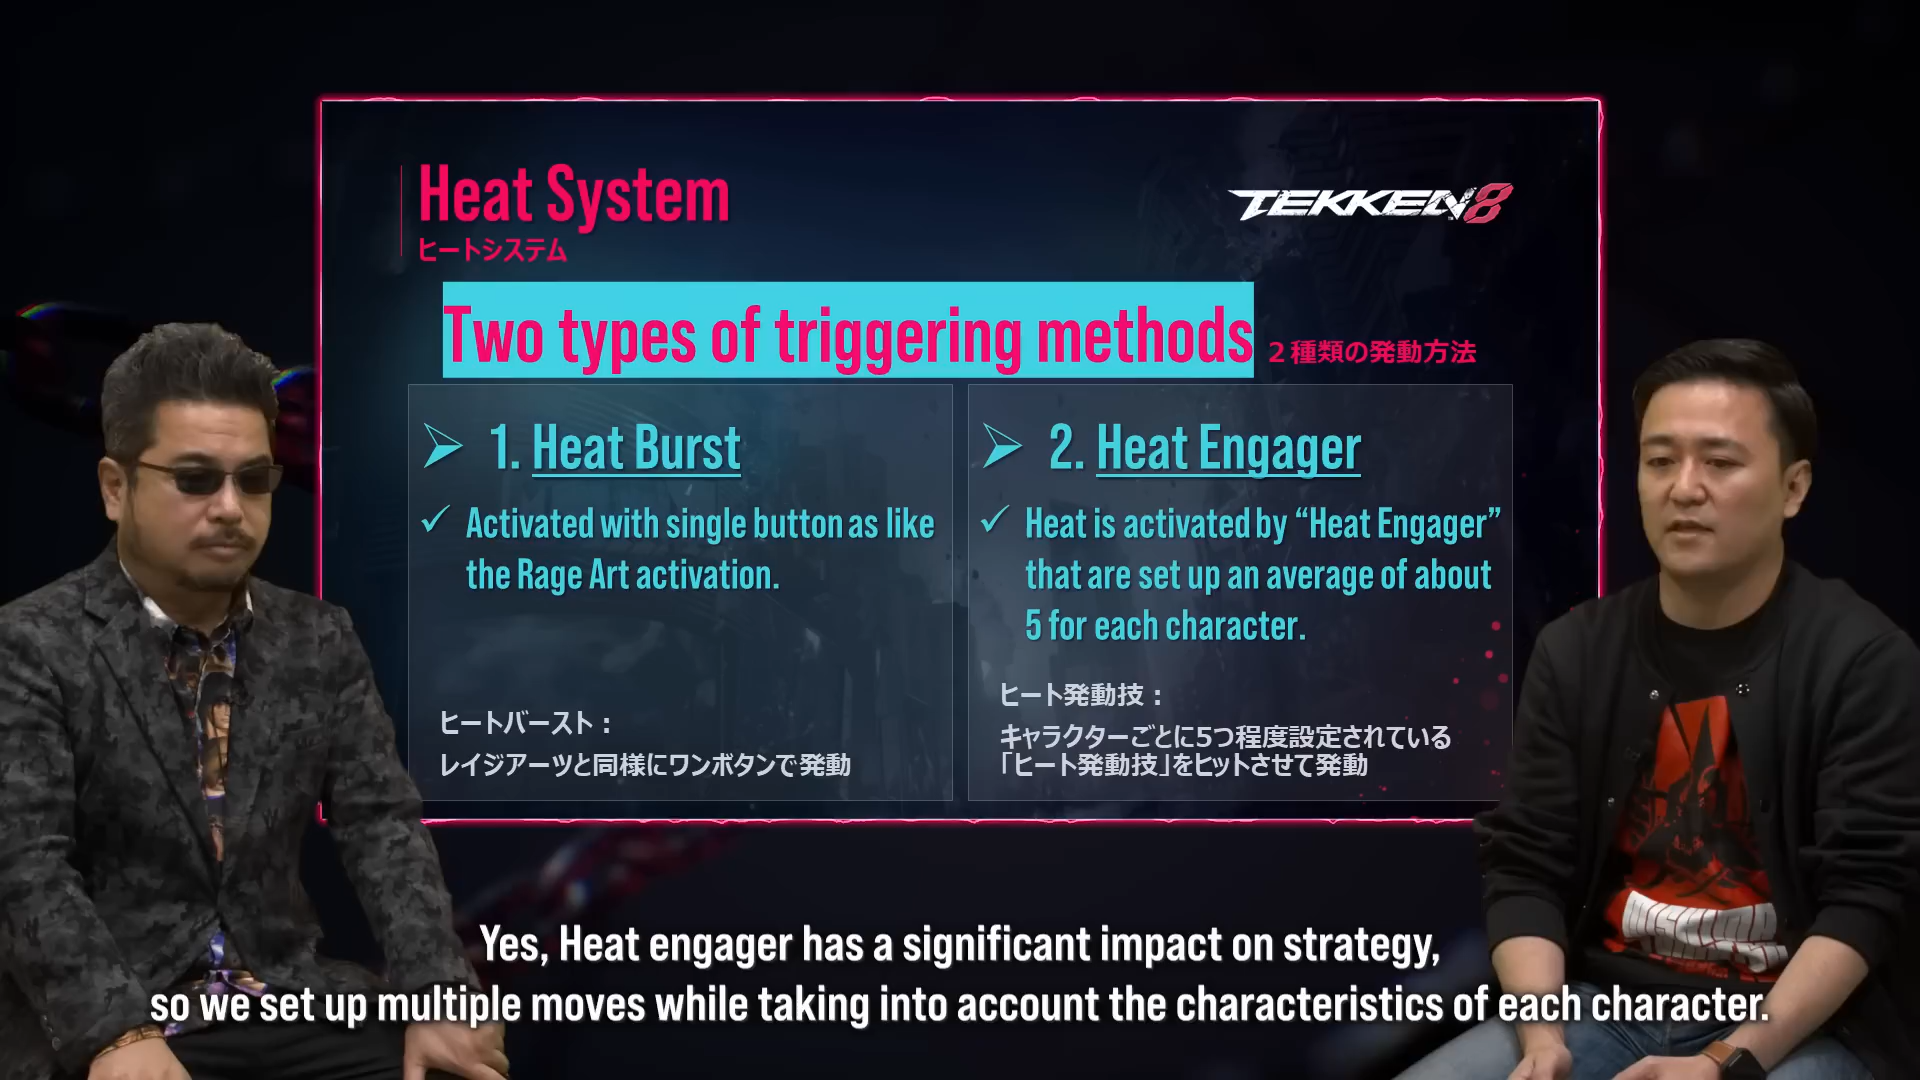 Heat System
ヒートシステム
TEKKEN 8
Two types of triggering methods 2種類の発動方法
1. Heat Burst
Activated with single button as like
the Rage Art activation.
ヒートバースト：
レイジアーツと同様にワンボタンで発動
2. Heat Engager
Heat is activated by “Heat Engager”
that are set up an average of about
5 for each character.
ヒート発動技：
キャラクターごとに5つ程度設定されている
「ヒート発動技」をヒットさせて発動
Yes, Heat engager has a significant impact on strategy,
so we set up multiple moves while taking into account the characteristics of each character.